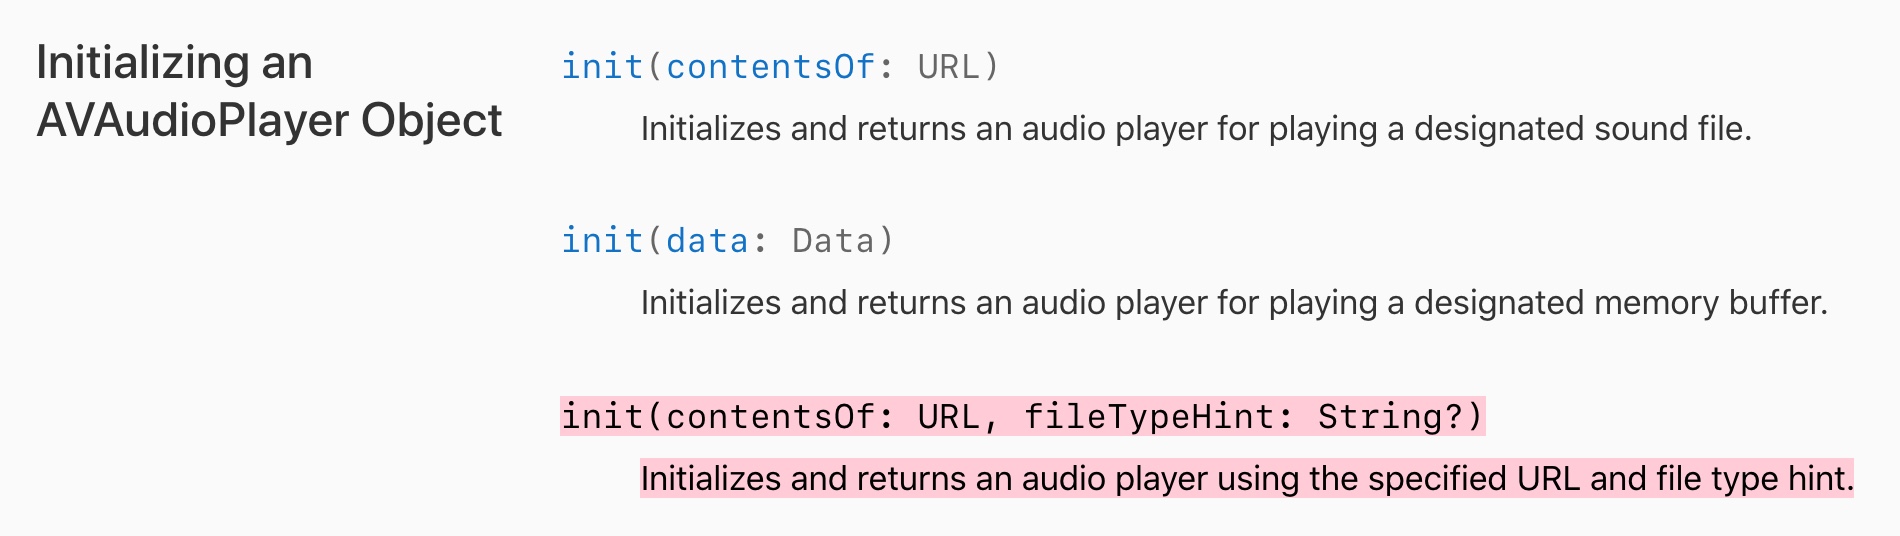 Initializing an
AVAudioPlayer Object
init(contentsOf: URL)
Initializes and returns an audio player for playing a designated sound file.
init(data: Data)
Initializes and returns an audio player for playing a designated memory buffer.
init(contentsOf: URL, fileTypeHint: String?)
Initializes and returns an audio player using the specified URL and file type hint.